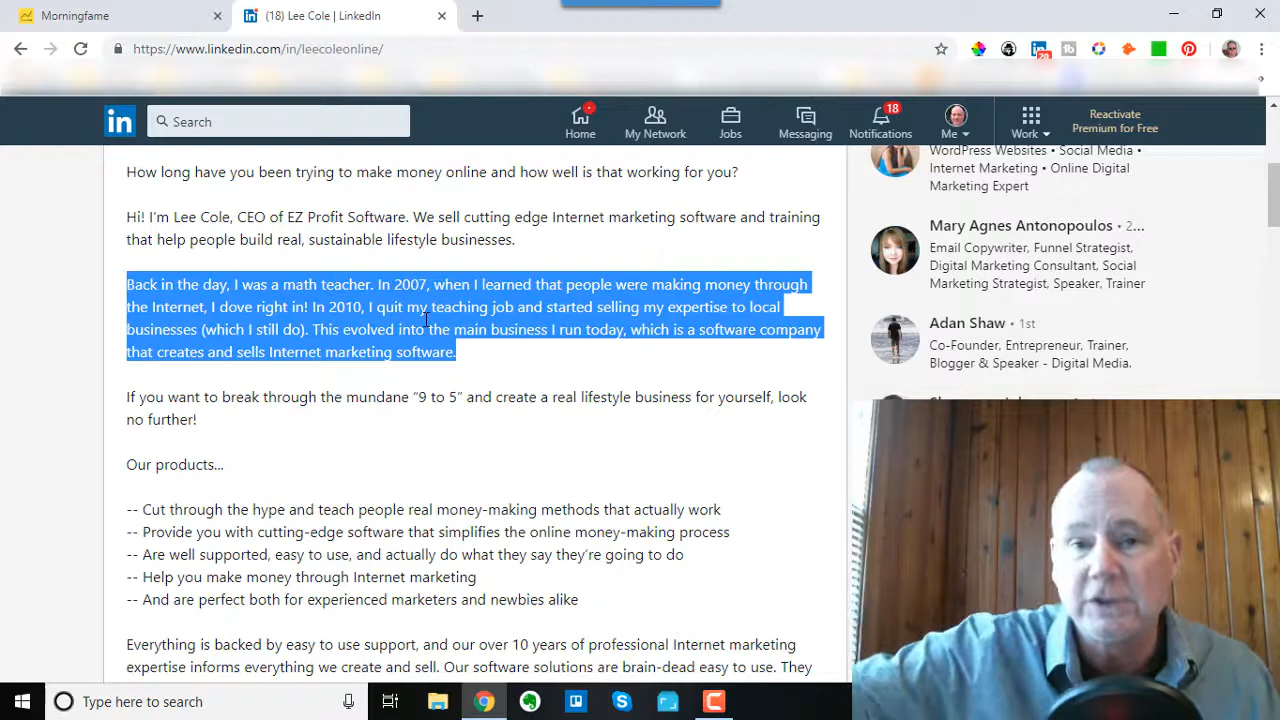 Morningfame
(18) Lee Cole | LinkedIn
https://www.linkedin.com/in/leecoleonline/
20
in
Search
Home
My Network
Jobs
Messaging
18
Notifications
Me
Work
Reactivate
Premium for Free
How long have you been trying to make money online and how well is that working for you?
Hi! I'm Lee Cole, CEO of EZ Profit Software. We sell cutting edge Internet marketing software and training
that help people build real, sustainable lifestyle businesses.
Back in the day, I was a math teacher. In 2007, when I learned that people were making money through
the Internet, I dove right in! In 2010, I quit my teaching job and started selling my expertise to local
businesses (which I still do). This evolved into the main business I run today, which is a software company
that creates and sells Internet marketing software.
If you want to break through the mundane “9 to 5” and create a real lifestyle business for yourself, look
no further!
Our products...
-- Cut through the hype and teach people real money-making methods that actually work
-- Provide you with cutting-edge software that simplifies the online money-making process
-- Are well supported, easy to use, and actually do what they say they’re going to do
-- Help you make money through Internet marketing
-- And are perfect both for experienced marketers and newbies alike
Everything is backed by easy to use support, and our over 10 years of professional Internet marketing
expertise informs everything we create and sell. Our software solutions are brain-dead easy to use. They
WordPress Websites • Social Media •
Internet Marketing • Online Digital
Marketing Expert
Mary Agnes Antonopoulos • 2...
Email Copywriter, Funnel Strategist,
LinkedIn Channel Expert, Social Media
Marketing Strategist, Speaker, Trainer
Adan Shaw • 1st
Co-Founder, Entrepreneur, Trainer,
Blogger & Speaker - Digital Media.
Type here to search